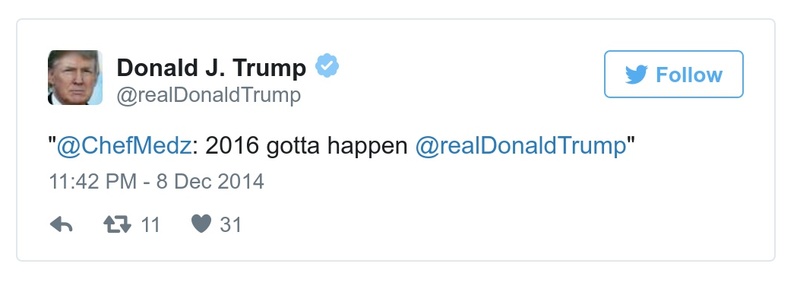 Donald J. Trump
@realDonaldTrump
Follow
"@ChefMedz: 2016 gotta happen @realDonaldTrump"
11:42 PM - 8 Dec 2014
11 31